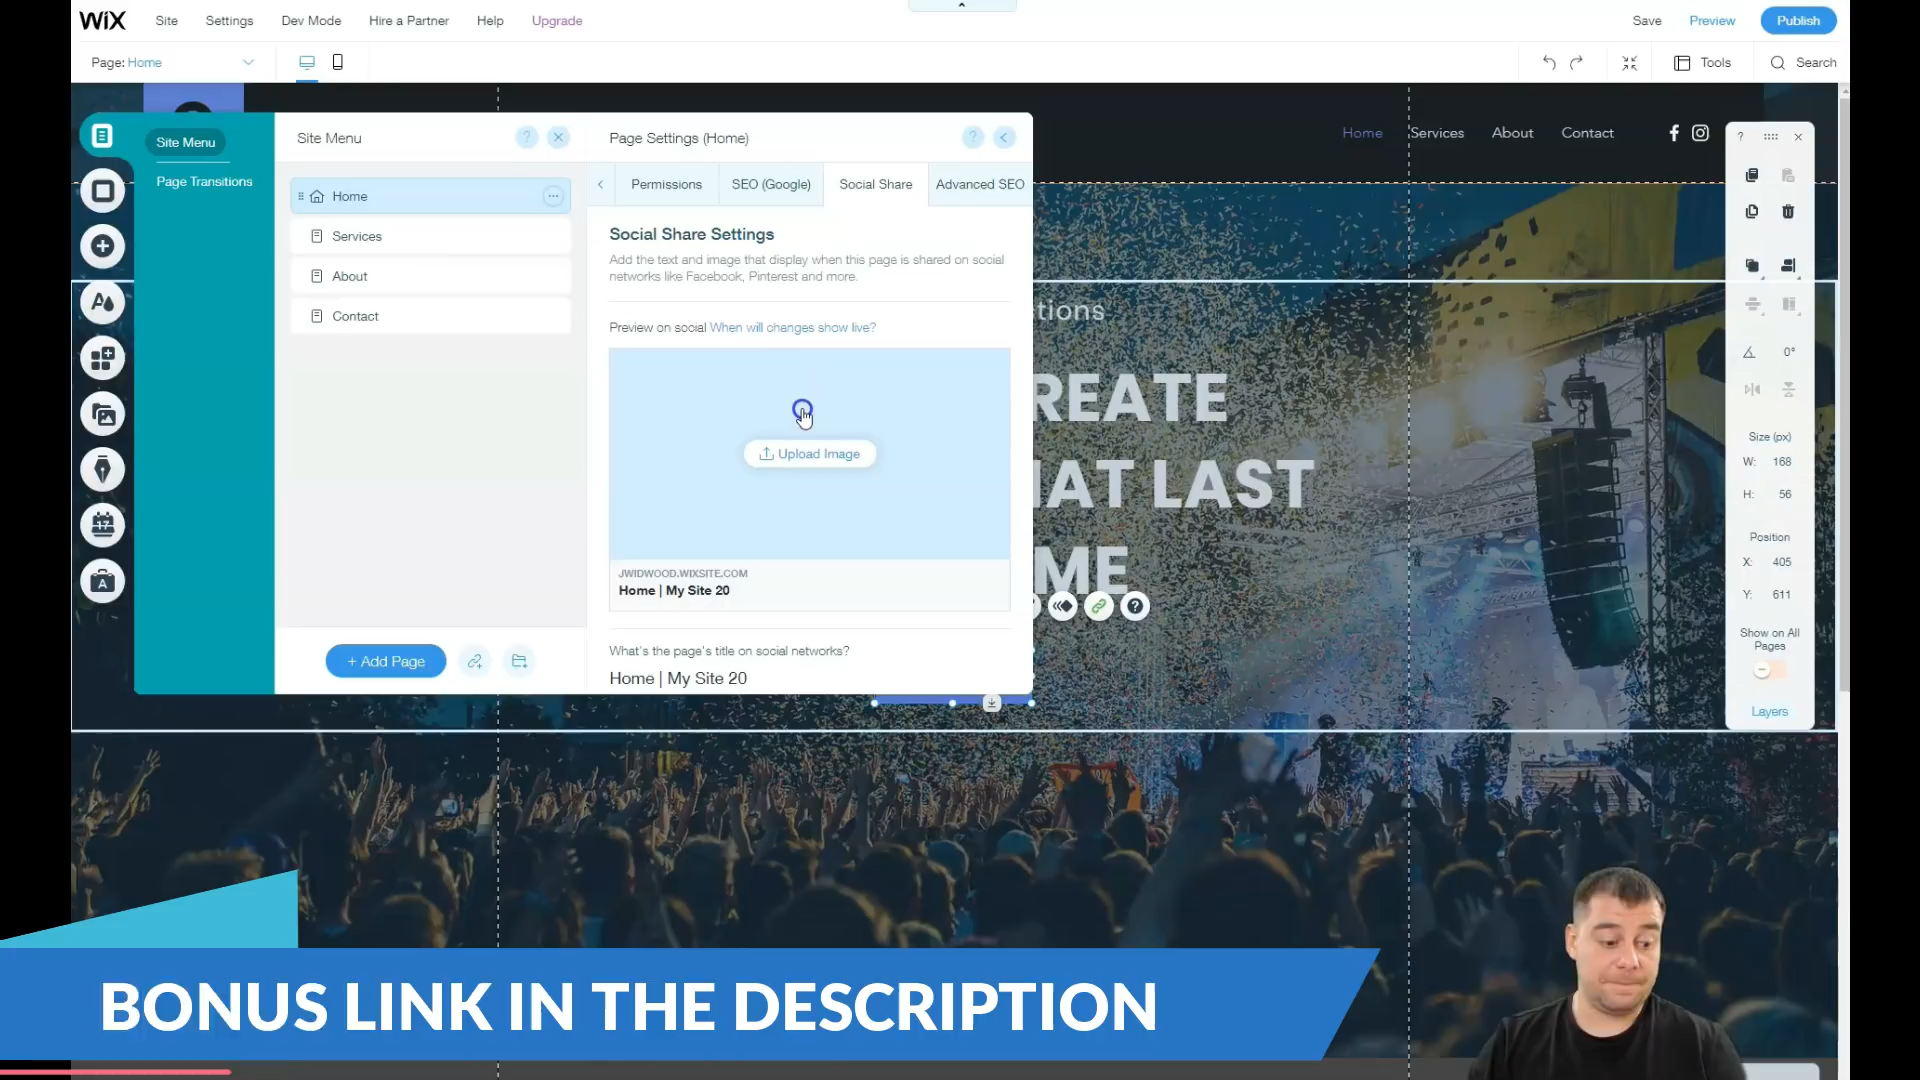 WiX Site Settings Dev Mode Hire a Partner Help Upgrade Save Preview Publish
Page: Home Tools Search
Site Menu
Page Transitions
Site Menu ?
Home
Services
About
Contact
+ Add Page
Page Settings (Home) ?
Permissions SEO (Google) Social Share Advanced SEO
Social Share Settings
Add the text and image that display when this page is shared on social
networks like Facebook, Pinterest and more.
Preview on social When will changes show live?
Upload Image
JWIDWOOD.WIXSITE.COM
Home | My Site 20
What's the page's title on social networks?
Home | My Site 20
Home Services About Contact
tions
REATE
HAT LAST
ME
?
?
0°
Size (px)
W: 168
H: 56
Position
X: 405
Y: 611
Show on All
Pages
Layers
17
A
A
BONUS LINK IN THE DESCRIPTION